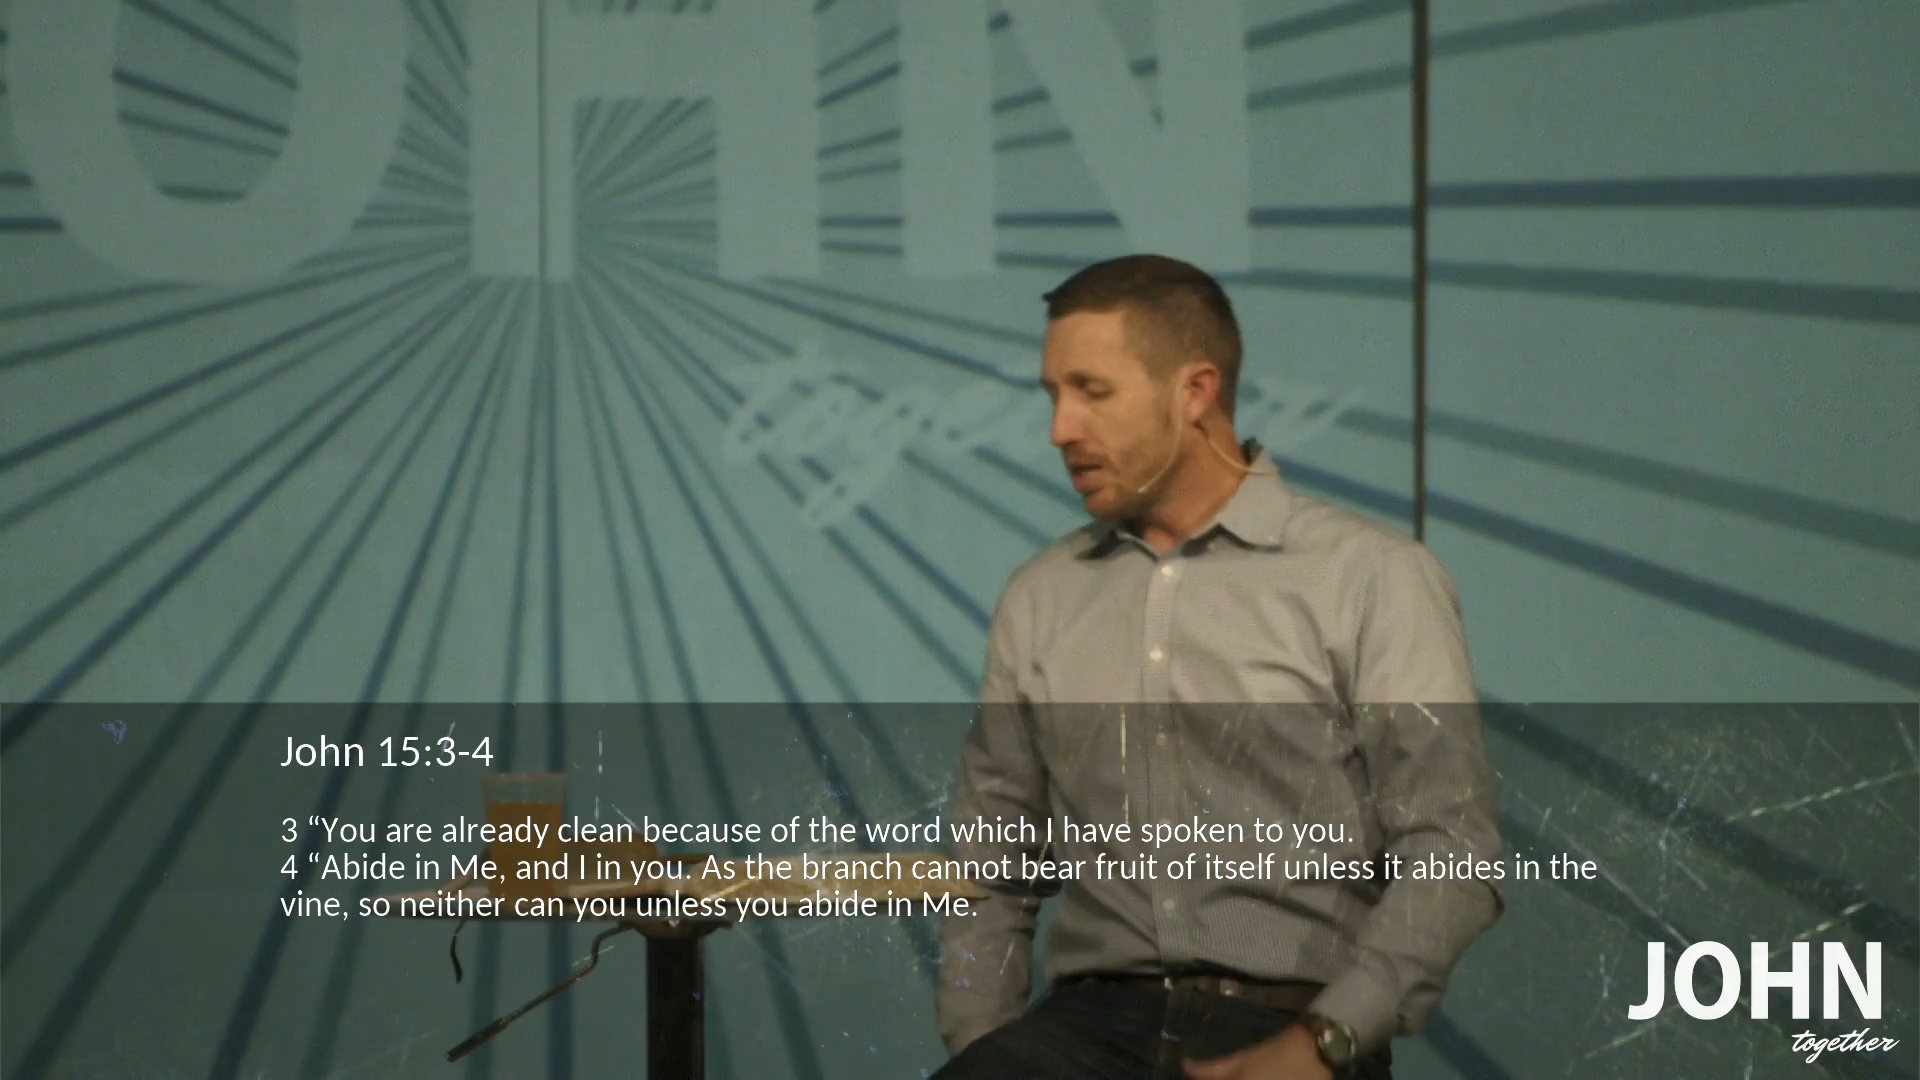 OHN
together
John 15:3-4
3 “You are already clean because of the word which I have spoken to you.
4 “Abide in Me, and I in you. As the branch cannot bear fruit of itself unless it abides in the
vine, so neither can you unless you abide in Me.
JOHN
together